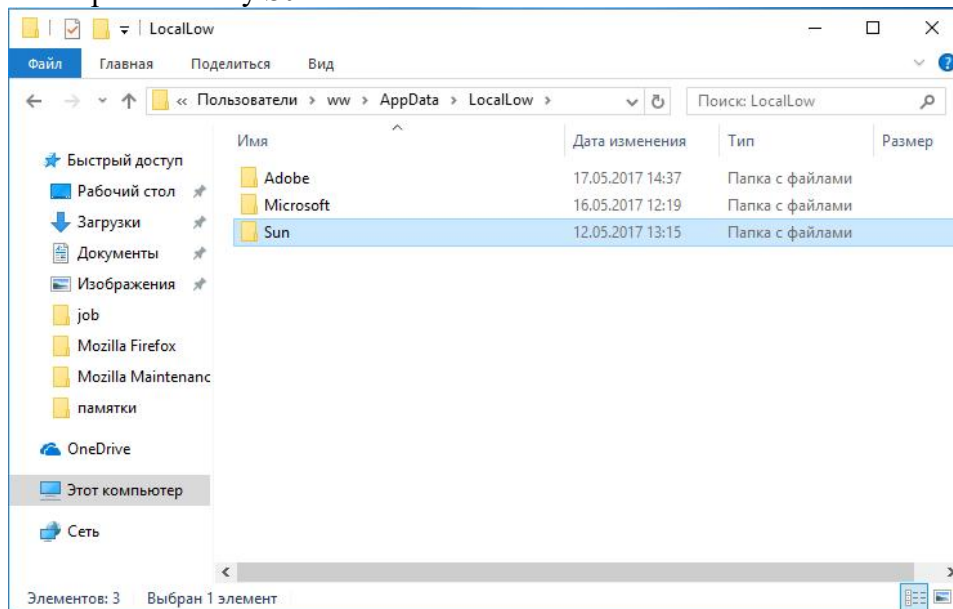 LocalLow
Файл Главная Поделиться Вид
« Пользователи > ww > AppData > LocalLow > Поиск: LocalLow
Имя Дата изменения Тип Размер
Быстрый доступ
Рабочий стол
Загрузки
Документы
Изображения
job
Mozilla Firefox
Mozilla Maintenanc
памятки
OneDrive
Этот компьютер
Сеть
Adobe 17.05.2017 14:37 Папка с файлами
Microsoft 16.05.2017 12:19 Папка с файлами
Sun 12.05.2017 13:15 Папка с файлами
Элементов: 3 Выбран 1 элемент